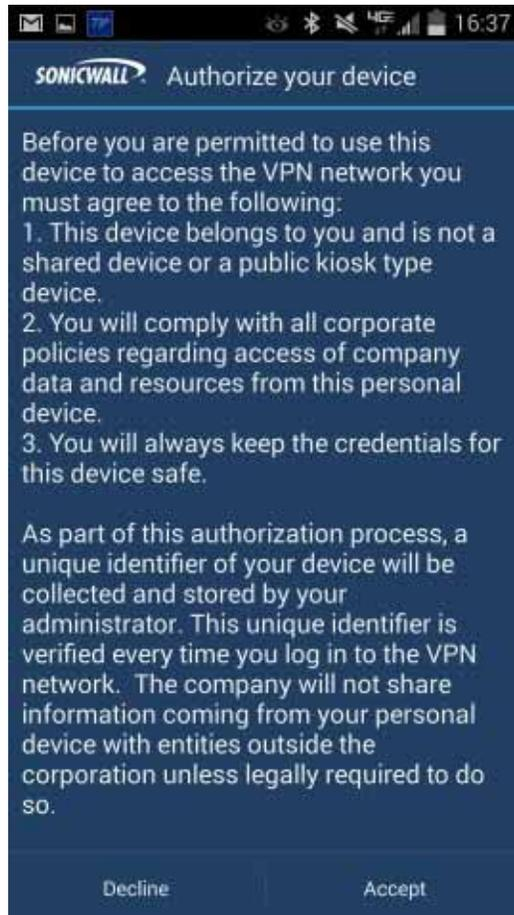 16:37
SONICWALL Authorize your device
Before you are permitted to use this
device to access the VPN network you
must agree to the following:
1. This device belongs to you and is not a
shared device or a public kiosk type
device.
2. You will comply with all corporate
policies regarding access of company
data and resources from this personal
device.
3. You will always keep the credentials for
this device safe.
As part of this authorization process, a
unique identifier of your device will be
collected and stored by your
administrator. This unique identifier is
verified every time you log in to the VPN
network.  The company will not share
information coming from your personal
device with entities outside the
corporation unless legally required to do
so.
Decline Accept